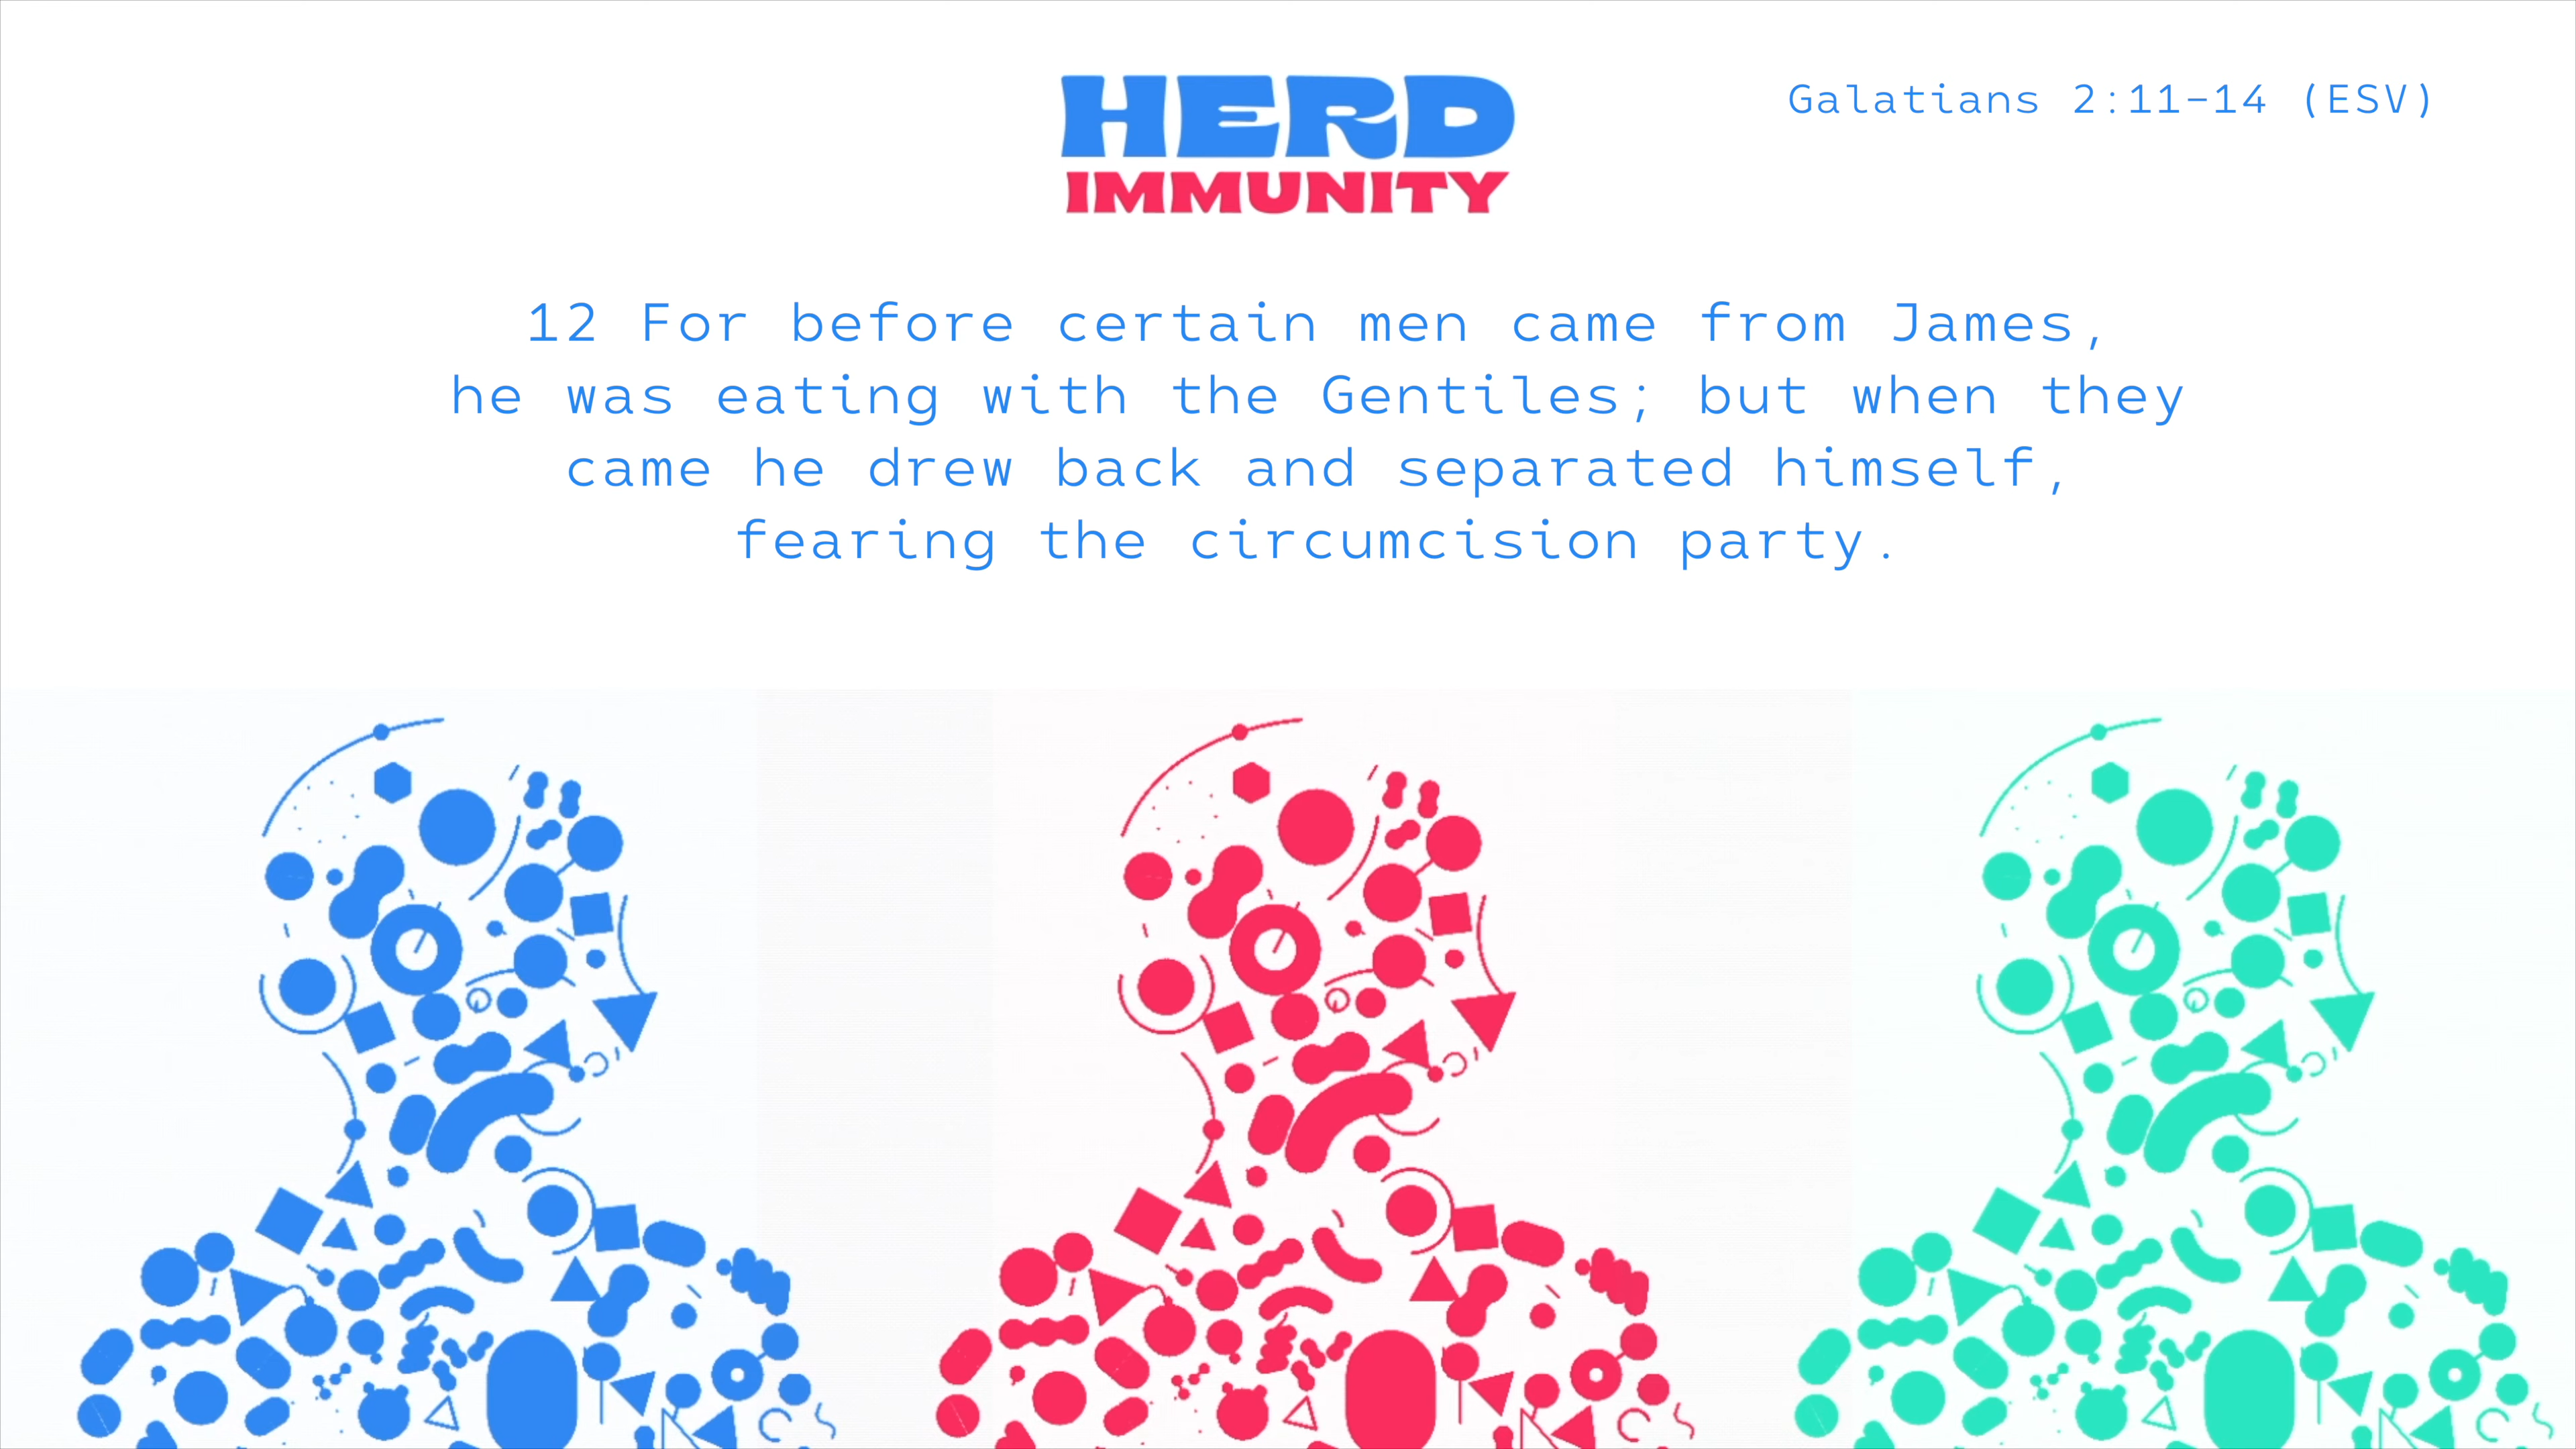 HERD
IMMUNITY
Galatians 2:11-14 (ESV)
12 For before certain men came from James,
he was eating with the Gentiles; but when they
came he drew back and separated himself,
fearing the circumcision party.